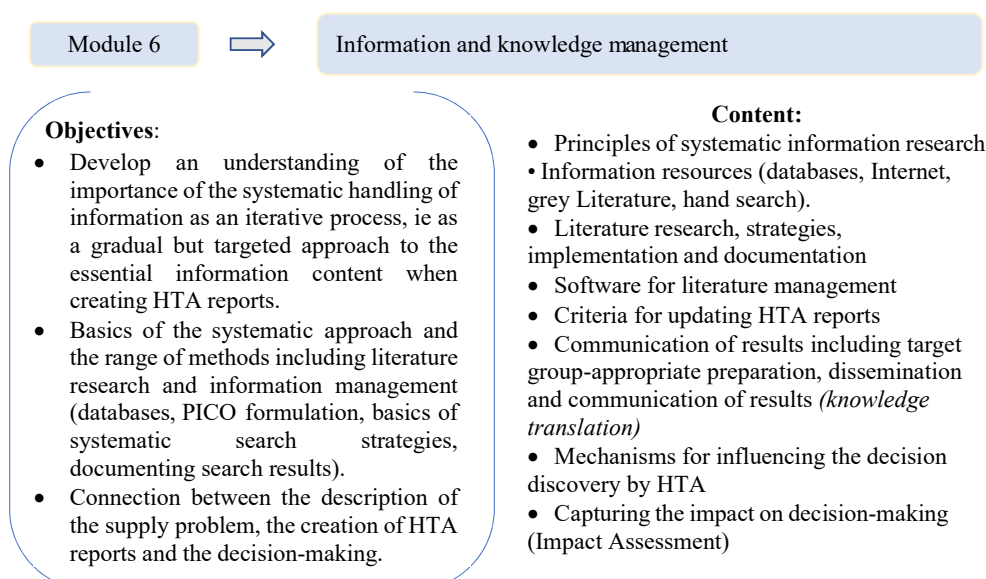 Module 6
Information and knowledge management
Objectives:
• Develop an understanding of the
importance of the systematic handling of
information as an iterative process, ie as
a gradual but targeted approach to the
essential information content when
creating HTA reports.
• Basics of the systematic approach and
the range of methods including literature
research and information management
(databases, PICO formulation, basics of
systematic search strategies,
documenting search results).
• Connection between the description of
the supply problem, the creation of HTA
reports and the decision-making.
Content:
• Principles of systematic information research
• Information resources (databases, Internet,
grey Literature, hand search).
• Literature research, strategies,
implementation and documentation
• Software for literature management
• Criteria for updating HTA reports
• Communication of results including target
group-appropriate preparation, dissemination
and communication of results (knowledge
translation)
• Mechanisms for influencing the decision
discovery by HTA
• Capturing the impact on decision-making
(Impact Assessment)